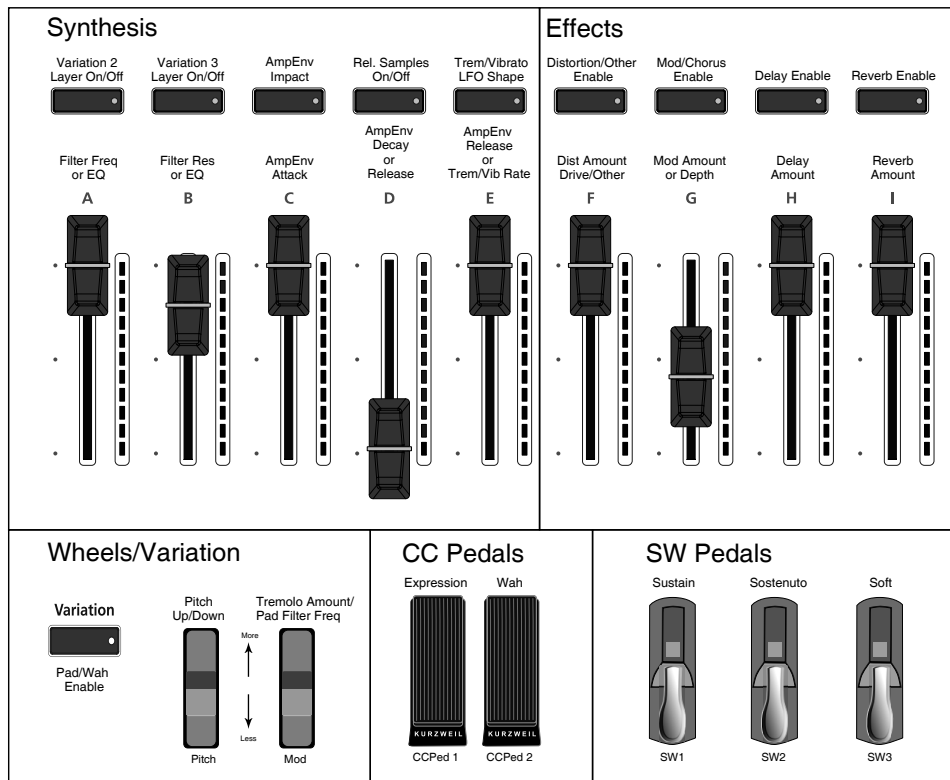 Synthesis
Effects
Variation 2
Layer On/Off
Variation 3
Layer On/Off
AmpEnv
Impact
Rel. Samples
On/Off
Trem/Vibrato
LFO Shape
Distortion/Other
Enable
Mod/Chorus
Enable
Delay Enable
Reverb Enable
Filter Freq
or EQ
Filter Res
or EQ
AmpEnv
Attack
AmpEnv
Decay
or
Release
AmpEnv
Release
or
Trem/Vib Rate
Dist Amount
Drive/Other
Mod Amount
or Depth
Delay
Amount
Reverb
Amount
A
B
C
D
E
F
G
H
I
Wheels/Variation
Variation
Pad/Wah
Enable
Pitch
Up/Down
More
Less
Tremolo Amount/
Pad Filter Freq
Pitch
Mod
CC Pedals
Expression
Wah
KURZWEIL
KURZWEIL
CCPed 1
CCPed 2
SW Pedals
Sustain
Sostenuto
Soft
SW1
SW2
SW3